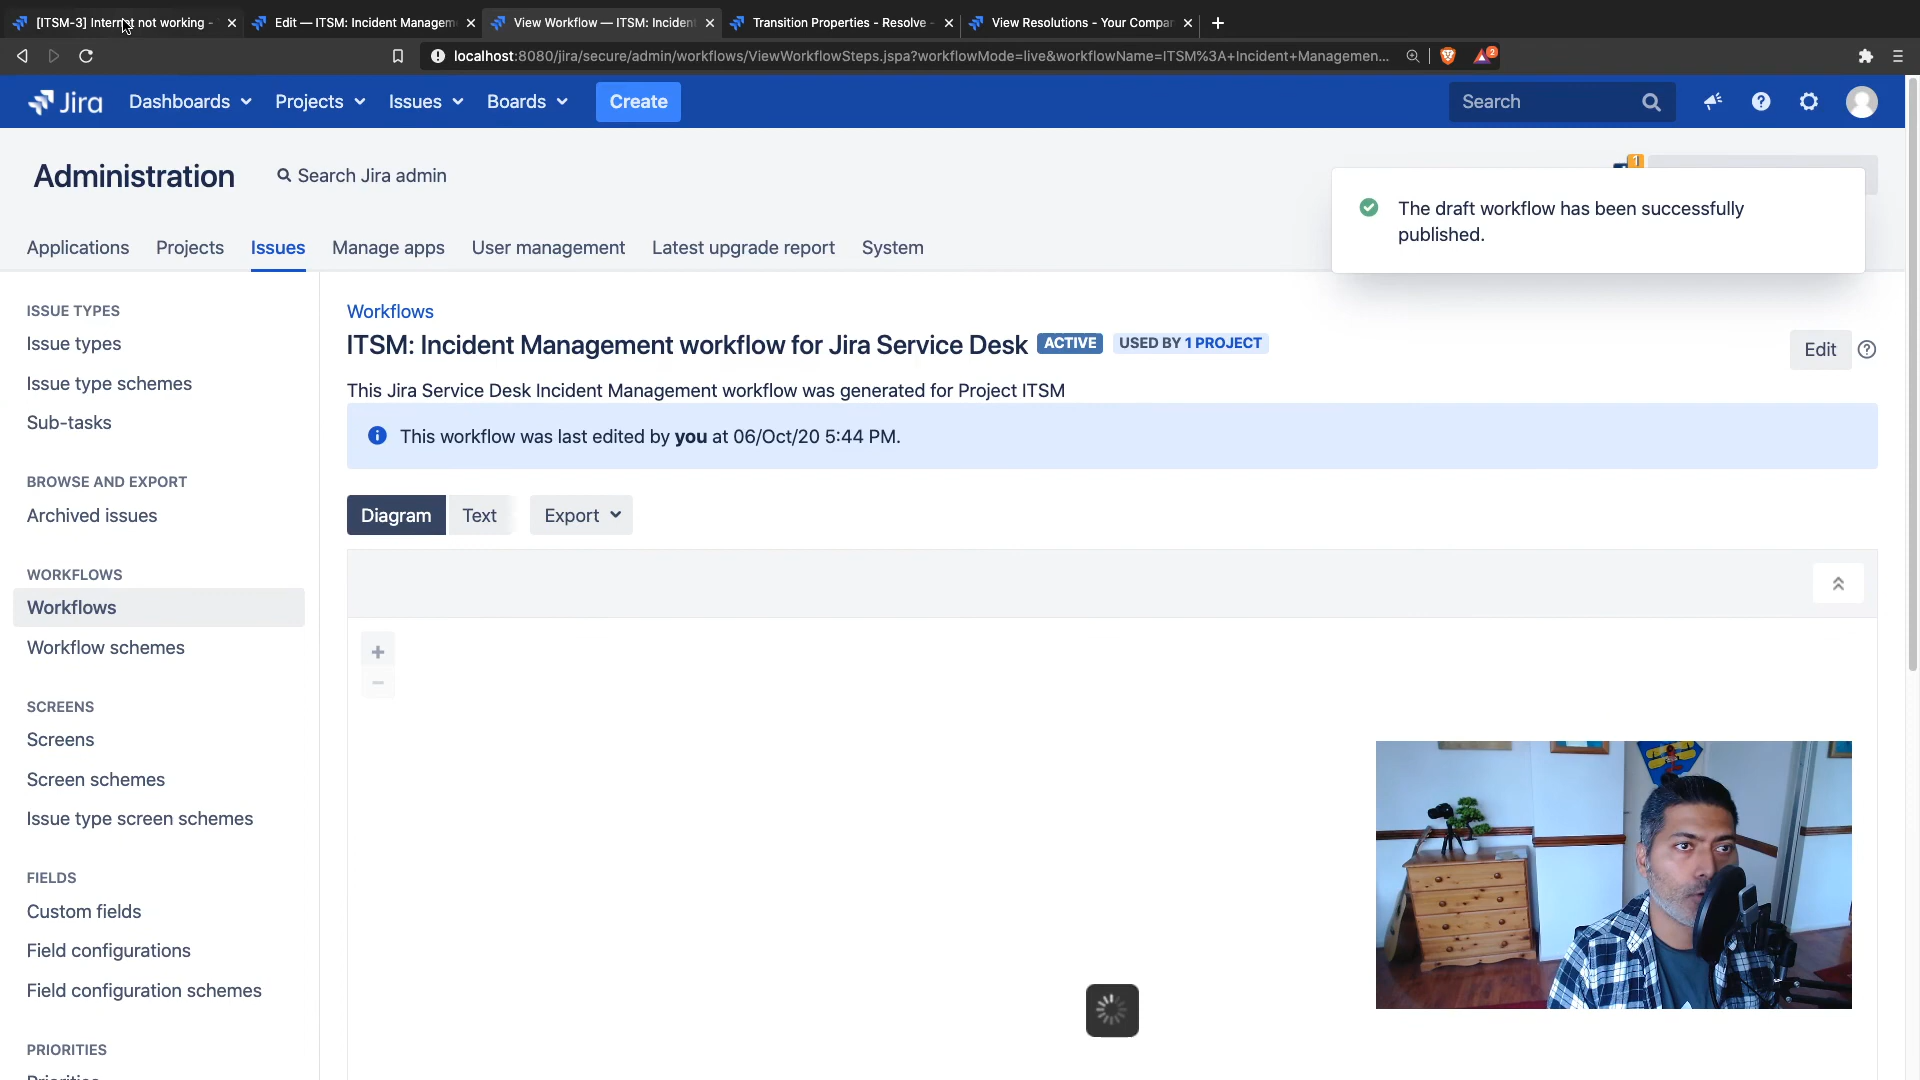 [ITSM-3] Internet not working -
Edit — ITSM: Incident Managem
View Workflow — ITSM: Inciden
Transition Properties - Resolve -
View Resolutions - Your Compar
localhost:8080/jira/secure/admin/workflows/ViewWorkflowSteps.jspa?workflowMode=live&workflowName=ITSM%3A+Incident+Managemen...
2
Jira
Dashboards
Projects
Issues
Boards
Create
Search
Administration
Search Jira admin
1
The draft workflow has been successfully
published.
Applications
Projects
Issues
Manage apps
User management
Latest upgrade report
System
ISSUE TYPES
Issue types
Issue type schemes
Sub-tasks
BROWSE AND EXPORT
Archived issues
WORKFLOWS
Workflows
Workflow schemes
SCREENS
Screens
Screen schemes
Issue type screen schemes
FIELDS
Custom fields
Field configurations
Field configuration schemes
PRIORITIES
Priorities
Workflows
ITSM: Incident Management workflow for Jira Service Desk ACTIVE USED BY 1 PROJECT
Edit
This Jira Service Desk Incident Management workflow was generated for Project ITSM
This workflow was last edited by you at 06/Oct/20 5:44 PM.
Diagram
Text
Export